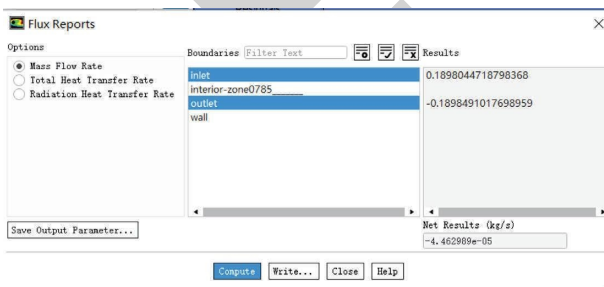 Residuals
Flux Reports
Options
Mass Flow Rate
Total Heat Transfer Rate
Radiation Heat Transfer Rate
Save Output Parameter...
Boundaries Filter Text
inlet
interior-zone0785______
outlet
wall
Results
0.1898044718798368
-0.1898491017698959
Net Results (kg/s)
-4.462989e-05
Compute Write... Close Help